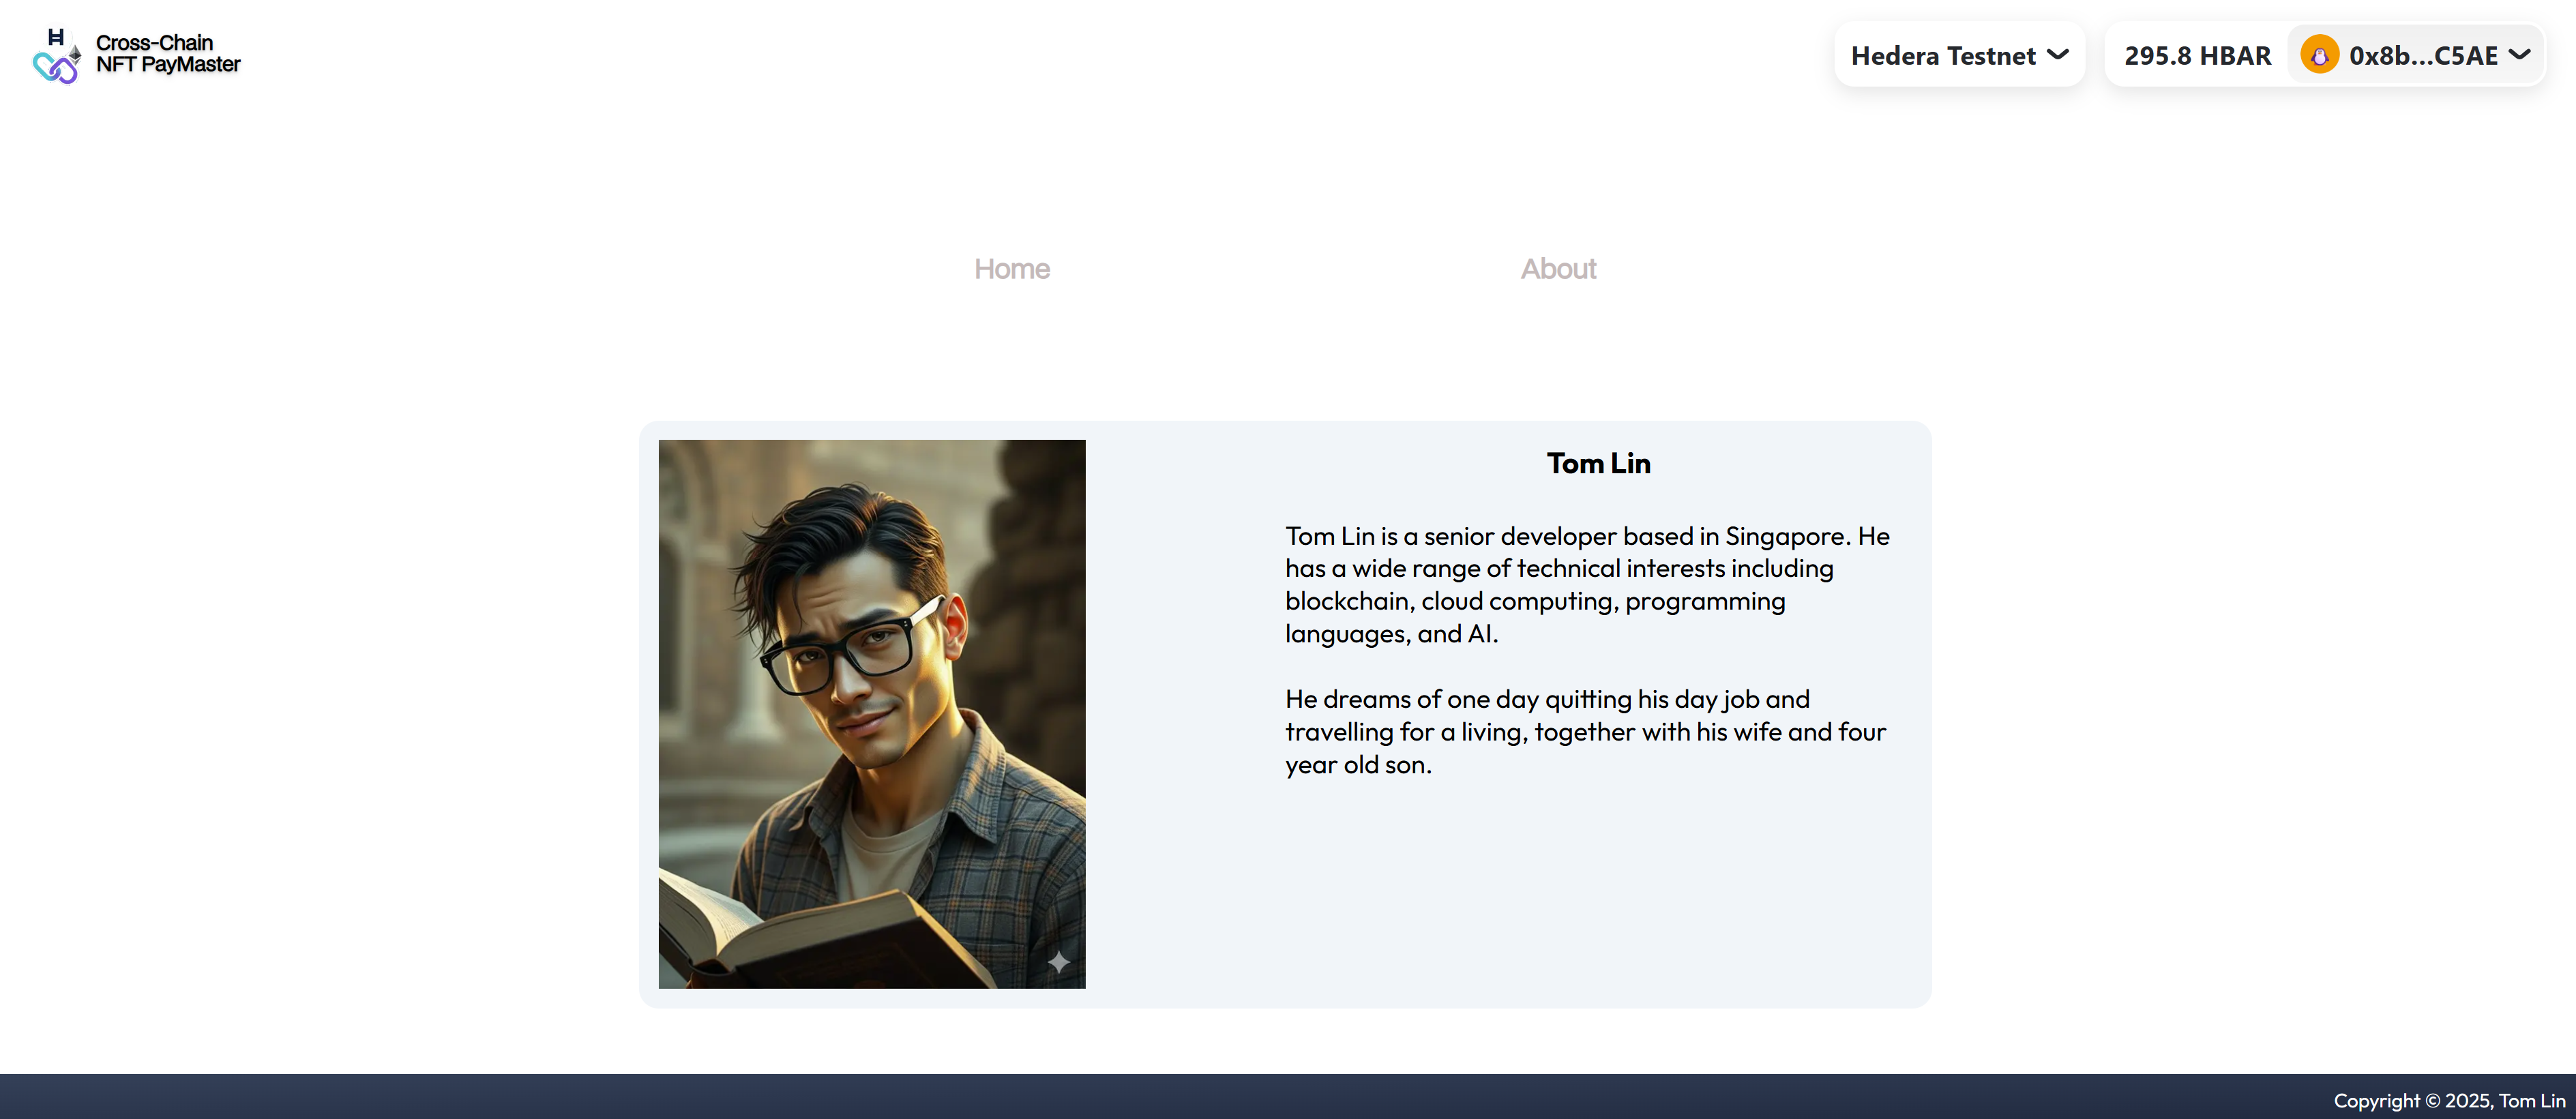 Cross-Chain
NFT PayMaster
Hedera Testnet
295.8 HBAR
0x8b...C5AE
Home
About
Tom Lin
Tom Lin is a senior developer based in Singapore. He
has a wide range of technical interests including
blockchain, cloud computing, programming
languages, and AI.
He dreams of one day quitting his day job and
travelling for a living, together with his wife and four
year old son.
Copyright © 2025, Tom Lin